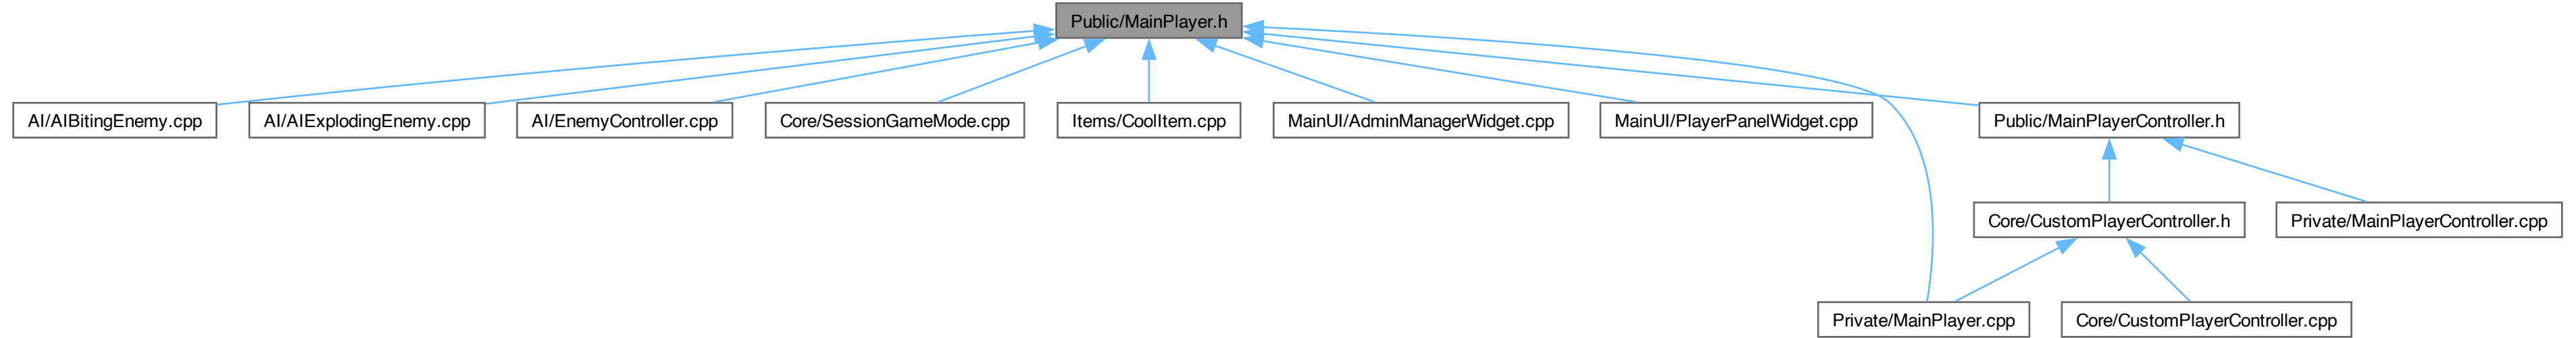 Public/MainPlayer.h
AI/AIBitingEnemy.cpp
AI/AIExplodingEnemy.cpp
AI/EnemyController.cpp
Core/SessionGameMode.cpp
Items/CoolItem.cpp
MainUI/AdminManagerWidget.cpp
MainUI/PlayerPanelWidget.cpp
Public/MainPlayerController.h
Core/CustomPlayerController.h
Private/MainPlayerController.cpp
Private/MainPlayer.cpp
Core/CustomPlayerController.cpp